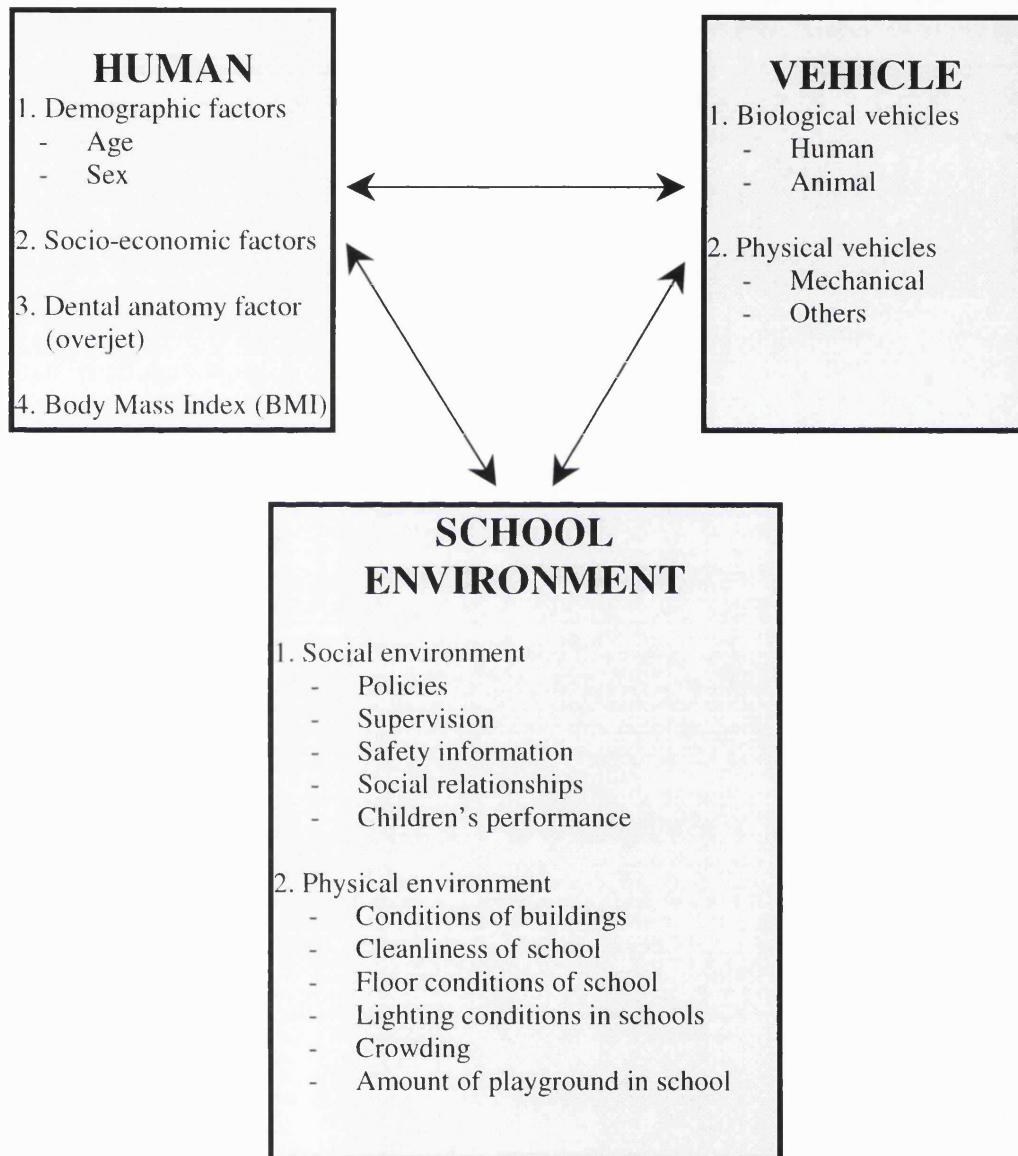 HUMAN
1. Demographic factors
- Age
- Sex
2. Socio-economic factors
3. Dental anatomy factor
(overjet)
4. Body Mass Index (BMI)
VEHICLE
1. Biological vehicles
- Human
- Animal
2. Physical vehicles
- Mechanical
- Others
SCHOOL
ENVIRONMENT
1. Social environment
- Policies
- Supervision
- Safety information
- Social relationships
- Children's performance
2. Physical environment
- Conditions of buildings
- Cleanliness of school
- Floor conditions of school
- Lighting conditions in schools
- Crowding
- Amount of playground in school